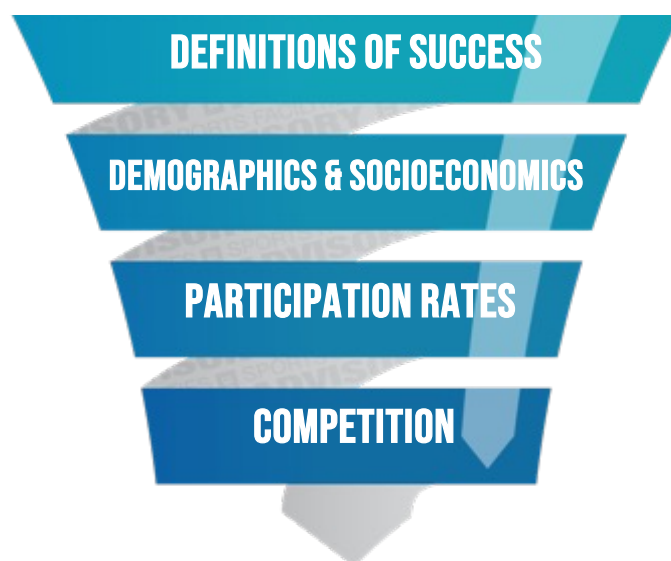 DEFINITIONS OF SUCCESS
DEMOGRAPHICS & SOCIOECONOMICS
PARTICIPATION RATES
COMPETITION